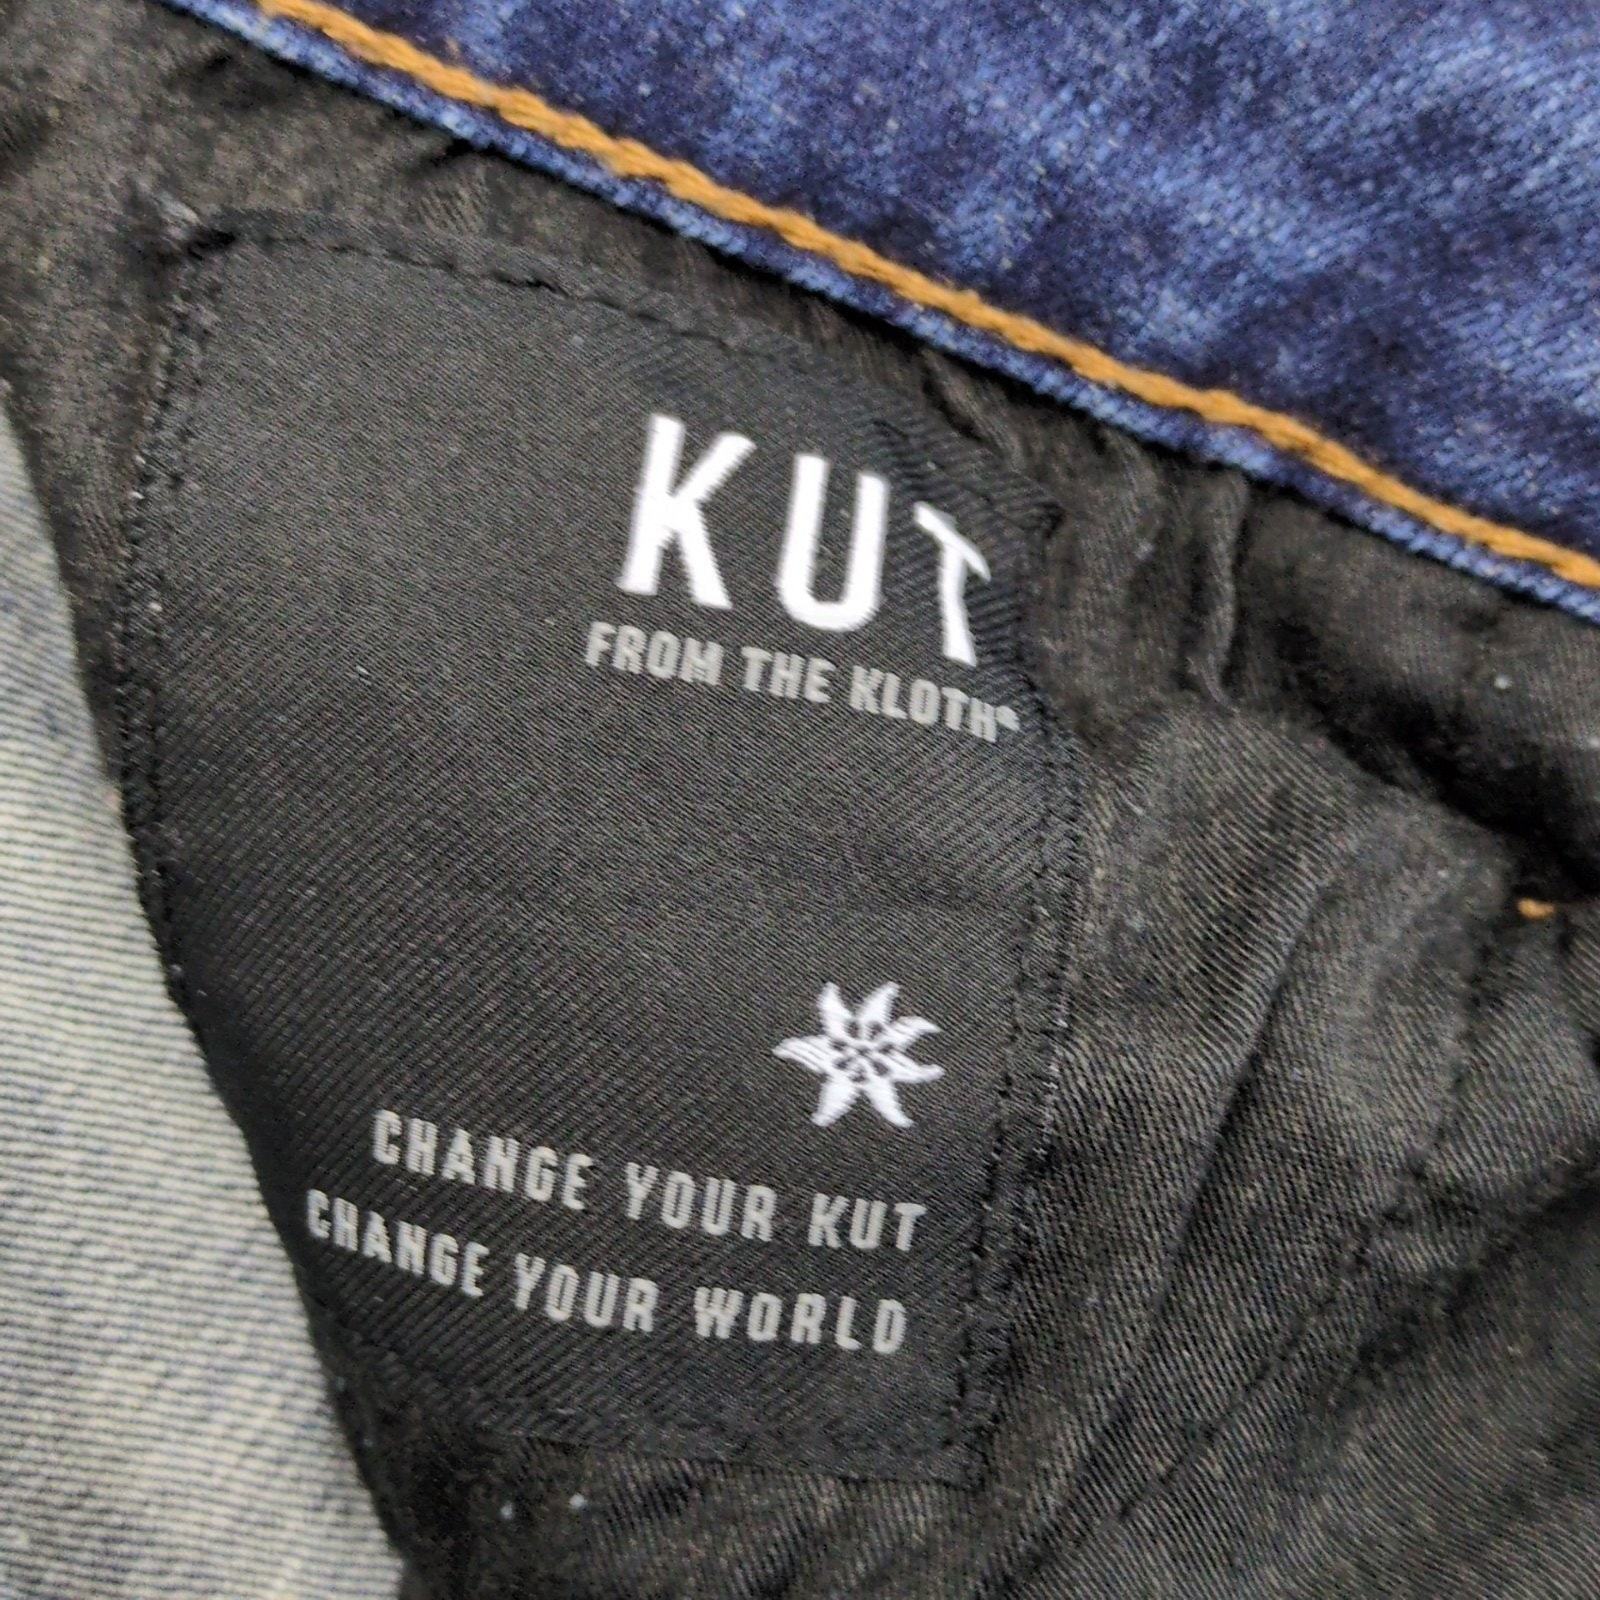 KUT
FROM THE KLOTH®
CHANGE YOUR KUT
CHANGE YOUR WORLD